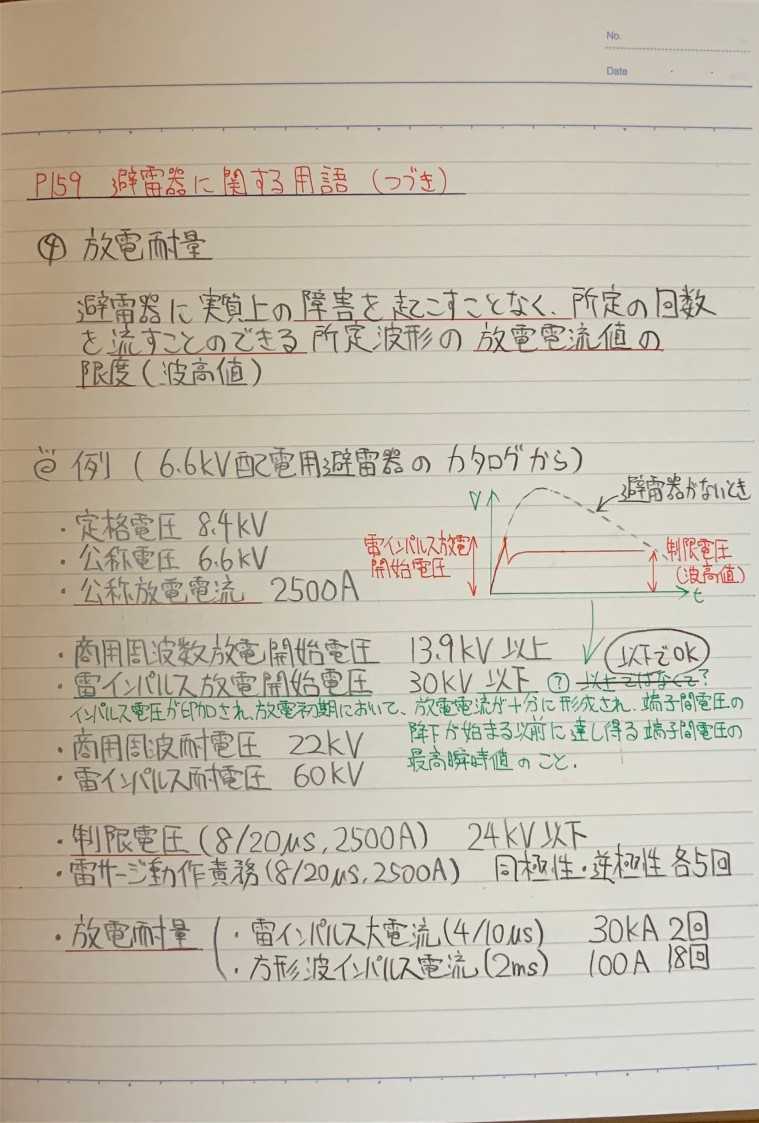 No.
Date
P159 避雷器に関する用語 (つづき)
④ 放電耐量
避雷器に実質上の障害を起こすことなく、所定の回数
を流すことのできる所定波形の放電電流値の
限度(波高値)
例 (6.6kV配電用避雷器のカタログから)
避雷器がないとき
V
・定格電圧 8.4kV
雷インパルス放電
開始電圧
制限電圧
(波高値)
t
・公称電圧 6.6kV
・公称放電電流 2500A
・商用周波数放電開始電圧 13.9kV 以上
以下でOK
・雷インパルス放電開始電圧 30kV 以下 ? 以上ではなくて?
インパルス電圧が印加され、放電初期において、放電電流が十分に形成され、端子間電圧の
降下が始まる以前に達し得る端子間電圧の
最高瞬時値のこと.
・商用周波耐電圧 22kV
・雷インパルス耐電圧 60kV
・制限電圧 (8/20μs, 2500A) 24kV 以下
・雷サージ動作責務 (8/20μs, 2500A) 同極性・逆極性 各5回
・放電耐量 ・雷インパルス大電流(4/10μs) 30kA 2回
・方形波インパルス電流(2ms) 100A 18回